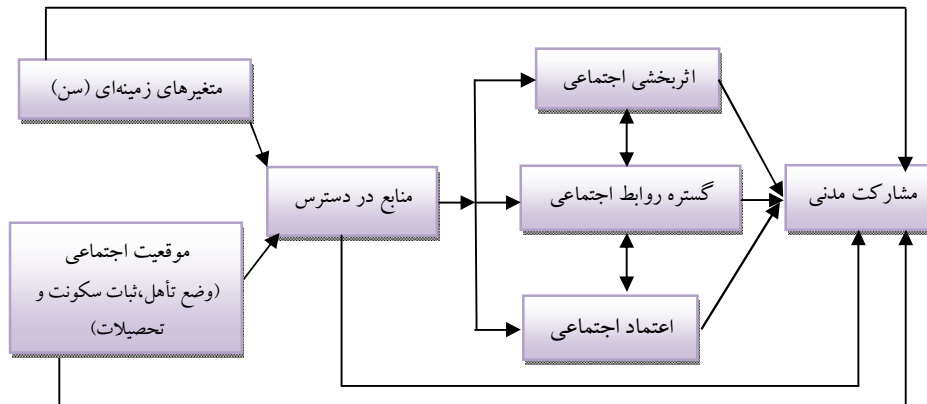 متغیرهای زمینه‌ای (سن)
موقعیت اجتماعی
(وضع تأهل،ثبات سکونت و
تحصیلات)
منابع در دسترس
اثربخشی اجتماعی
گستره روابط اجتماعی
اعتماد اجتماعی
مشارکت مدنی